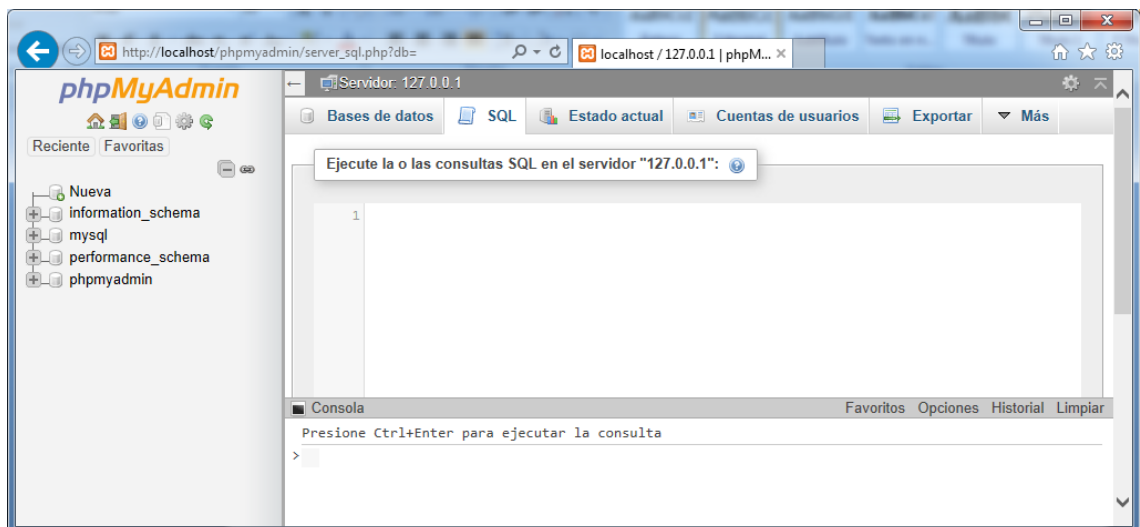 http://localhost/phpmyadmin/server_sql.php?db=
localhost / 127.0.0.1 | phpM...
phpMyAdmin
Reciente Favoritas
Nueva
information_schema
mysql
performance_schema
phpmyadmin
Servidor: 127.0.0.1
Bases de datos SQL Estado actual Cuentas de usuarios Exportar Más
Ejecute la o las consultas SQL en el servidor "127.0.0.1":
1
Consola Favoritos Opciones Historial Limpiar
Presione Ctrl+Enter para ejecutar la consulta
>